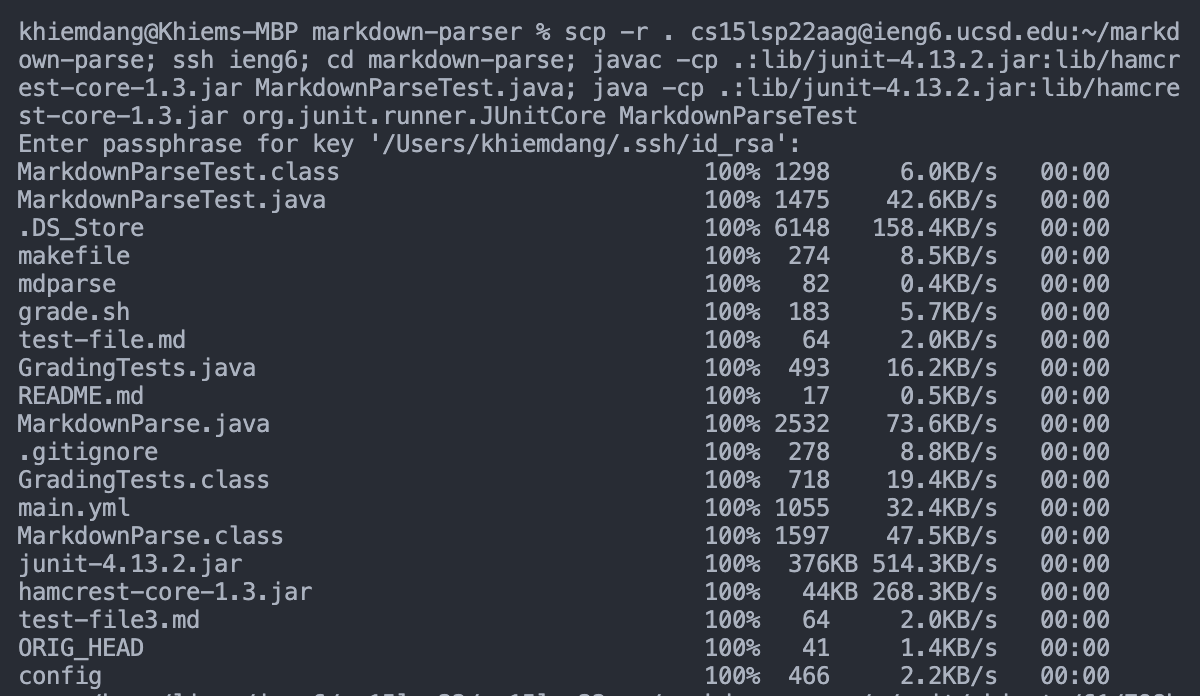 khiemdang@Khiems-MBP markdown-parser % scp -r . cs15lsp22aag@ieng6.ucsd.edu:~/markd
own-parse; ssh ieng6; cd markdown-parse; javac -cp .:lib/junit-4.13.2.jar:lib/hamcr
est-core-1.3.jar MarkdownParseTest.java; java -cp .:lib/junit-4.13.2.jar:lib/hamcre
st-core-1.3.jar org.junit.runner.JUnitCore MarkdownParseTest
Enter passphrase for key '/Users/khiemdang/.ssh/id_rsa':
MarkdownParseTest.class 100% 1298 6.0KB/s 00:00
MarkdownParseTest.java 100% 1475 42.6KB/s 00:00
.DS_Store 100% 6148 158.4KB/s 00:00
makefile 100% 274 8.5KB/s 00:00
mdparse 100% 82 0.4KB/s 00:00
grade.sh 100% 183 5.7KB/s 00:00
test-file.md 100% 64 2.0KB/s 00:00
GradingTests.java 100% 493 16.2KB/s 00:00
README.md 100% 17 0.5KB/s 00:00
MarkdownParse.java 100% 2532 73.6KB/s 00:00
.gitignore 100% 278 8.8KB/s 00:00
GradingTests.class 100% 718 19.4KB/s 00:00
main.yml 100% 1055 32.4KB/s 00:00
MarkdownParse.class 100% 1597 47.5KB/s 00:00
junit-4.13.2.jar 100% 376KB 514.3KB/s 00:00
hamcrest-core-1.3.jar 100% 44KB 268.3KB/s 00:00
test-file3.md 100% 64 2.0KB/s 00:00
ORIG_HEAD 100% 41 1.4KB/s 00:00
config 100% 466 2.2KB/s 00:00